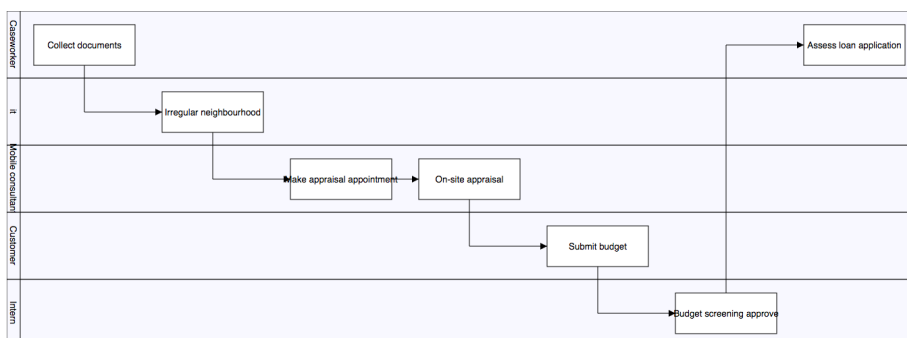 Caseworker
Collect documents
Assess loan application
it
Irregular neighbourhood
Mobile consultant
Make appraisal appointment
On-site appraisal
Customer
Submit budget
Intern
Budget screening approve